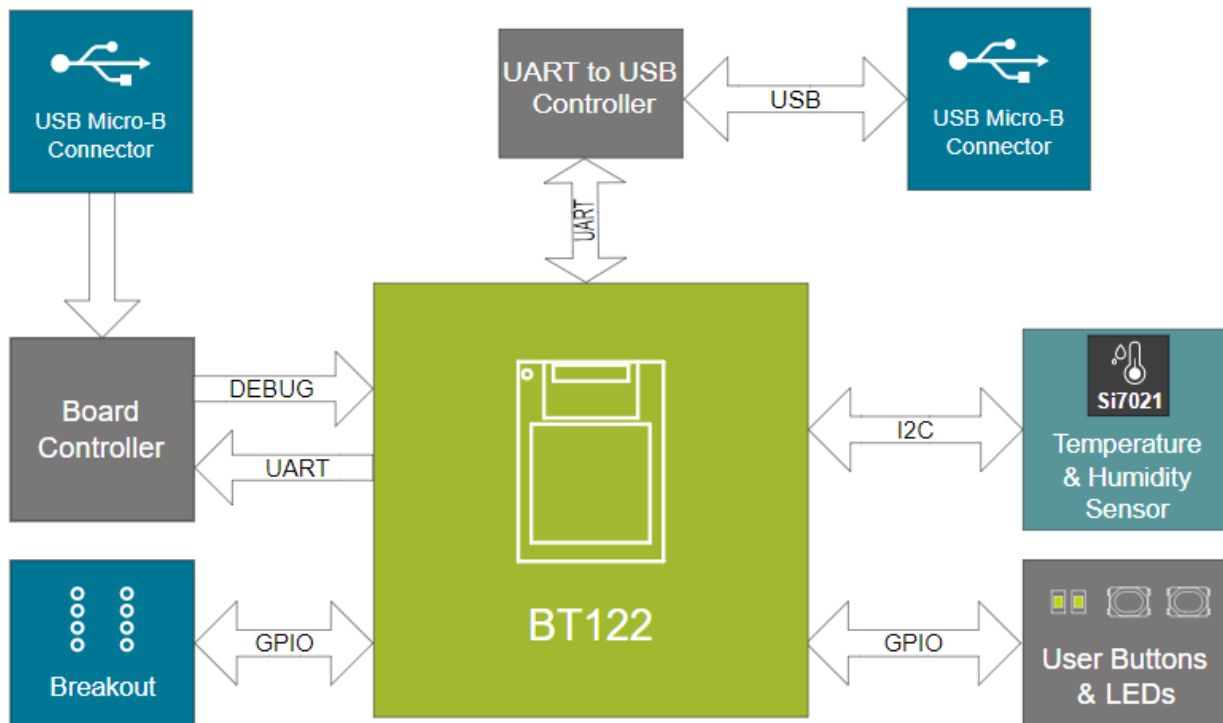 USB Micro-B
Connector
UART to USB
Controller
USB
USB Micro-B
Connector
UART
Board
Controller
DEBUG
UART
BT122
I2C
Si7021
Temperature
& Humidity
Sensor
Breakout
GPIO
GPIO
User Buttons
& LEDs